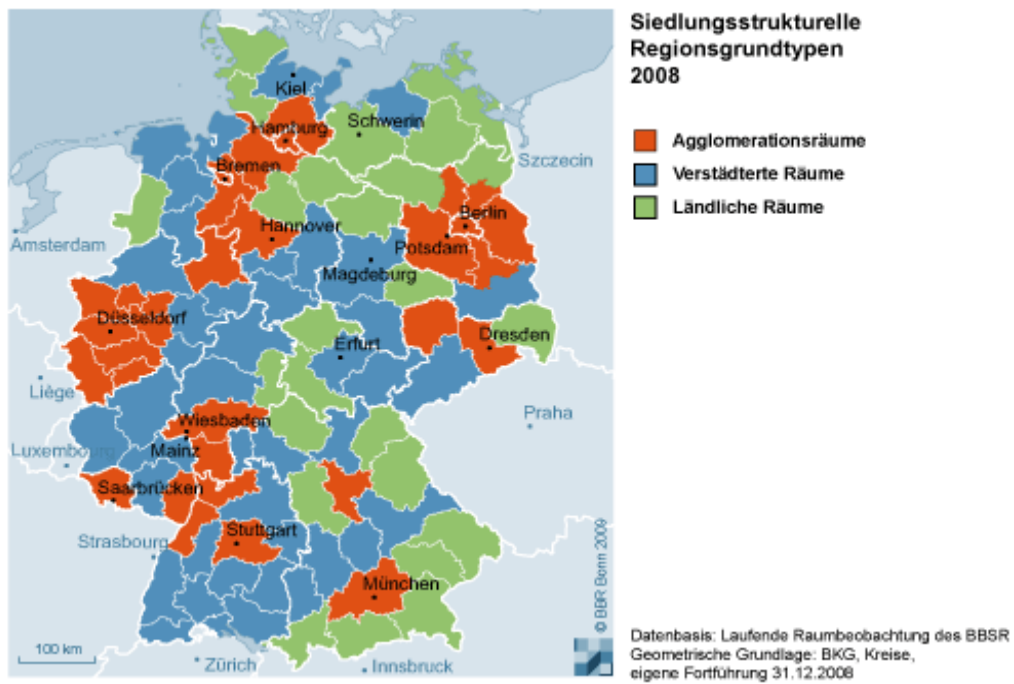 Siedlungsstrukturelle
Regionsgrundtypen
2008
Agglomerationsräume
Verstädterte Räume
Ländliche Räume
Kiel
Hamburg
Schwerin
Szczecin
Bremen
Amsterdam
Hannover
Berlin
Potsdam
Magdeburg
Düsseldorf
Erfurt
Dresden
Liège
Wiesbaden
Praha
Luxembourg
Mainz
Saarbrücken
Strasbourg
Stuttgart
München
100 km
Zürich
Innsbruck
© BBR Bonn 2009
Datenbasis: Laufende Raumbeobachtung des BBSR
Geometrische Grundlage: BKG, Kreise,
eigene Fortführung 31.12.2008